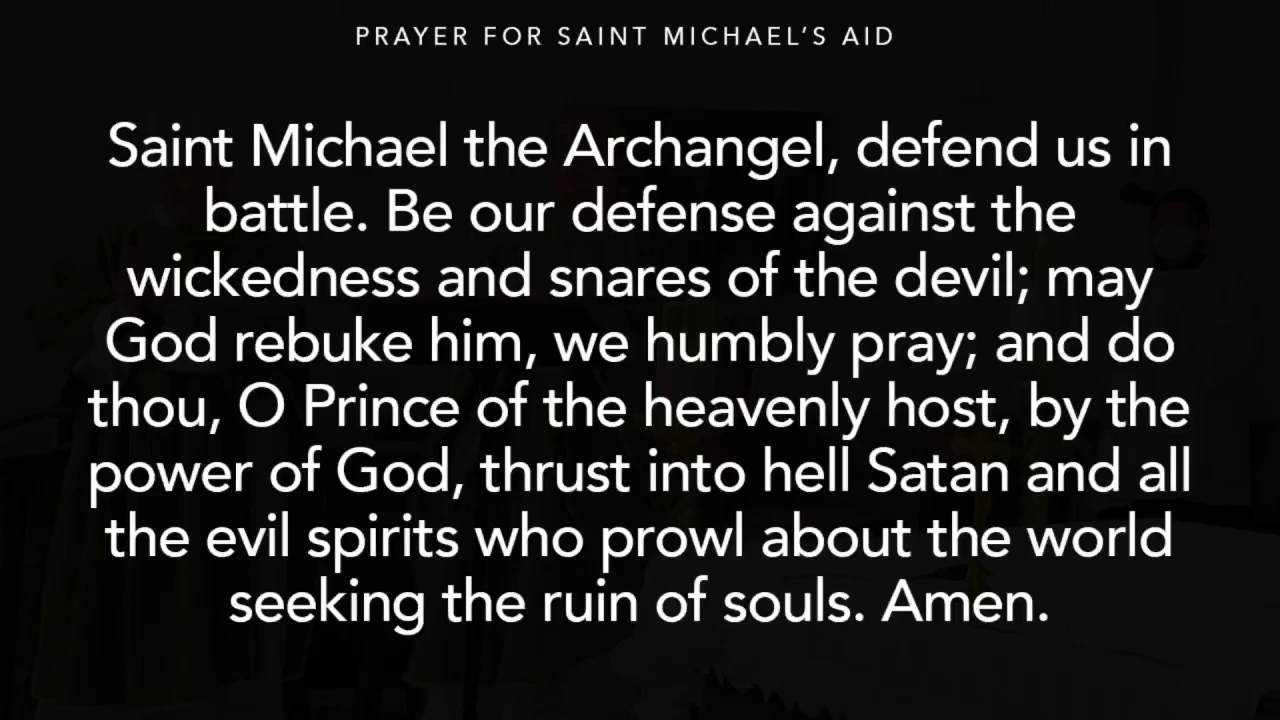 PRAYER FOR SAINT MICHAEL’S AID
Saint Michael the Archangel, defend us in
battle. Be our defense against the
wickedness and snares of the devil; may
God rebuke him, we humbly pray; and do
thou, O Prince of the heavenly host, by the
power of God, thrust into hell Satan and all
the evil spirits who prowl about the world
seeking the ruin of souls. Amen.